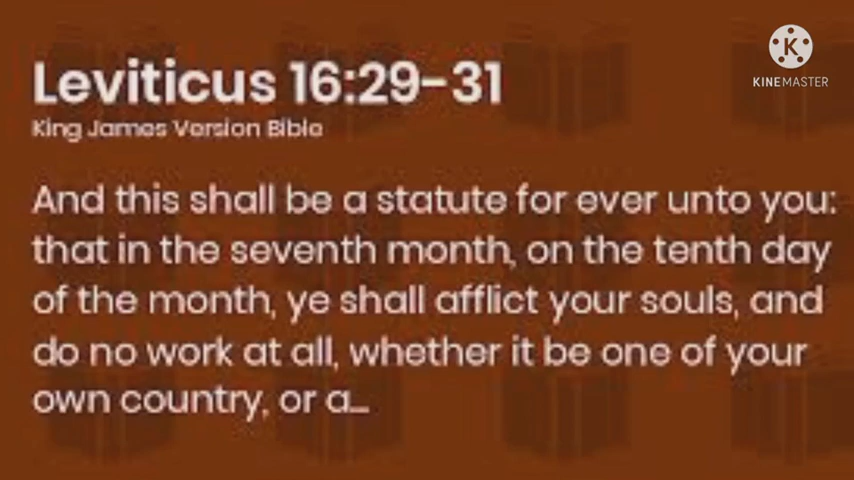 Leviticus 16:29-31
King James Version Bible
K
KINEMASTER
And this shall be a statute for ever unto you:
that in the seventh month, on the tenth day
of the month, ye shall afflict your souls, and
do no work at all, whether it be one of your
own country, or a...